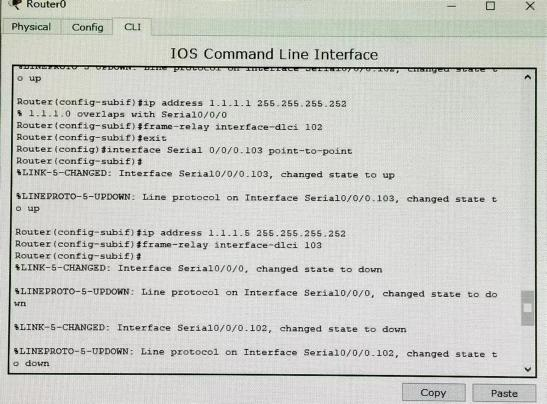 Router0
Physical Config CLI
IOS Command Line Interface
%LINEPROTO-5-UPDOWN: Line protocol on Interface Serial0/0/0.102, changed state t
o up
Router(config-subif)#ip address 1.1.1.1 255.255.255.252
% 1.1.1.0 overlaps with Serial0/0/0
Router(config-subif)#frame-relay interface-dlci 102
Router(config-subif)#exit
Router(config)#interface Serial 0/0/0.103 point-to-point
Router(config-subif)#
%LINK-5-CHANGED: Interface Serial0/0/0.103, changed state to up
%LINEPROTO-5-UPDOWN: Line protocol on Interface Serial0/0/0.103, changed state t
o up
Router(config-subif)#ip address 1.1.1.5 255.255.255.252
Router(config-subif)#frame-relay interface-dlci 103
Router(config-subif)#
%LINK-5-CHANGED: Interface Serial0/0/0, changed state to down
%LINEPROTO-5-UPDOWN: Line protocol on Interface Serial0/0/0, changed state to do
wn
%LINK-5-CHANGED: Interface Serial0/0/0.102, changed state to down
%LINEPROTO-5-UPDOWN: Line protocol on Interface Serial0/0/0.102, changed state t
o down
Copy Paste